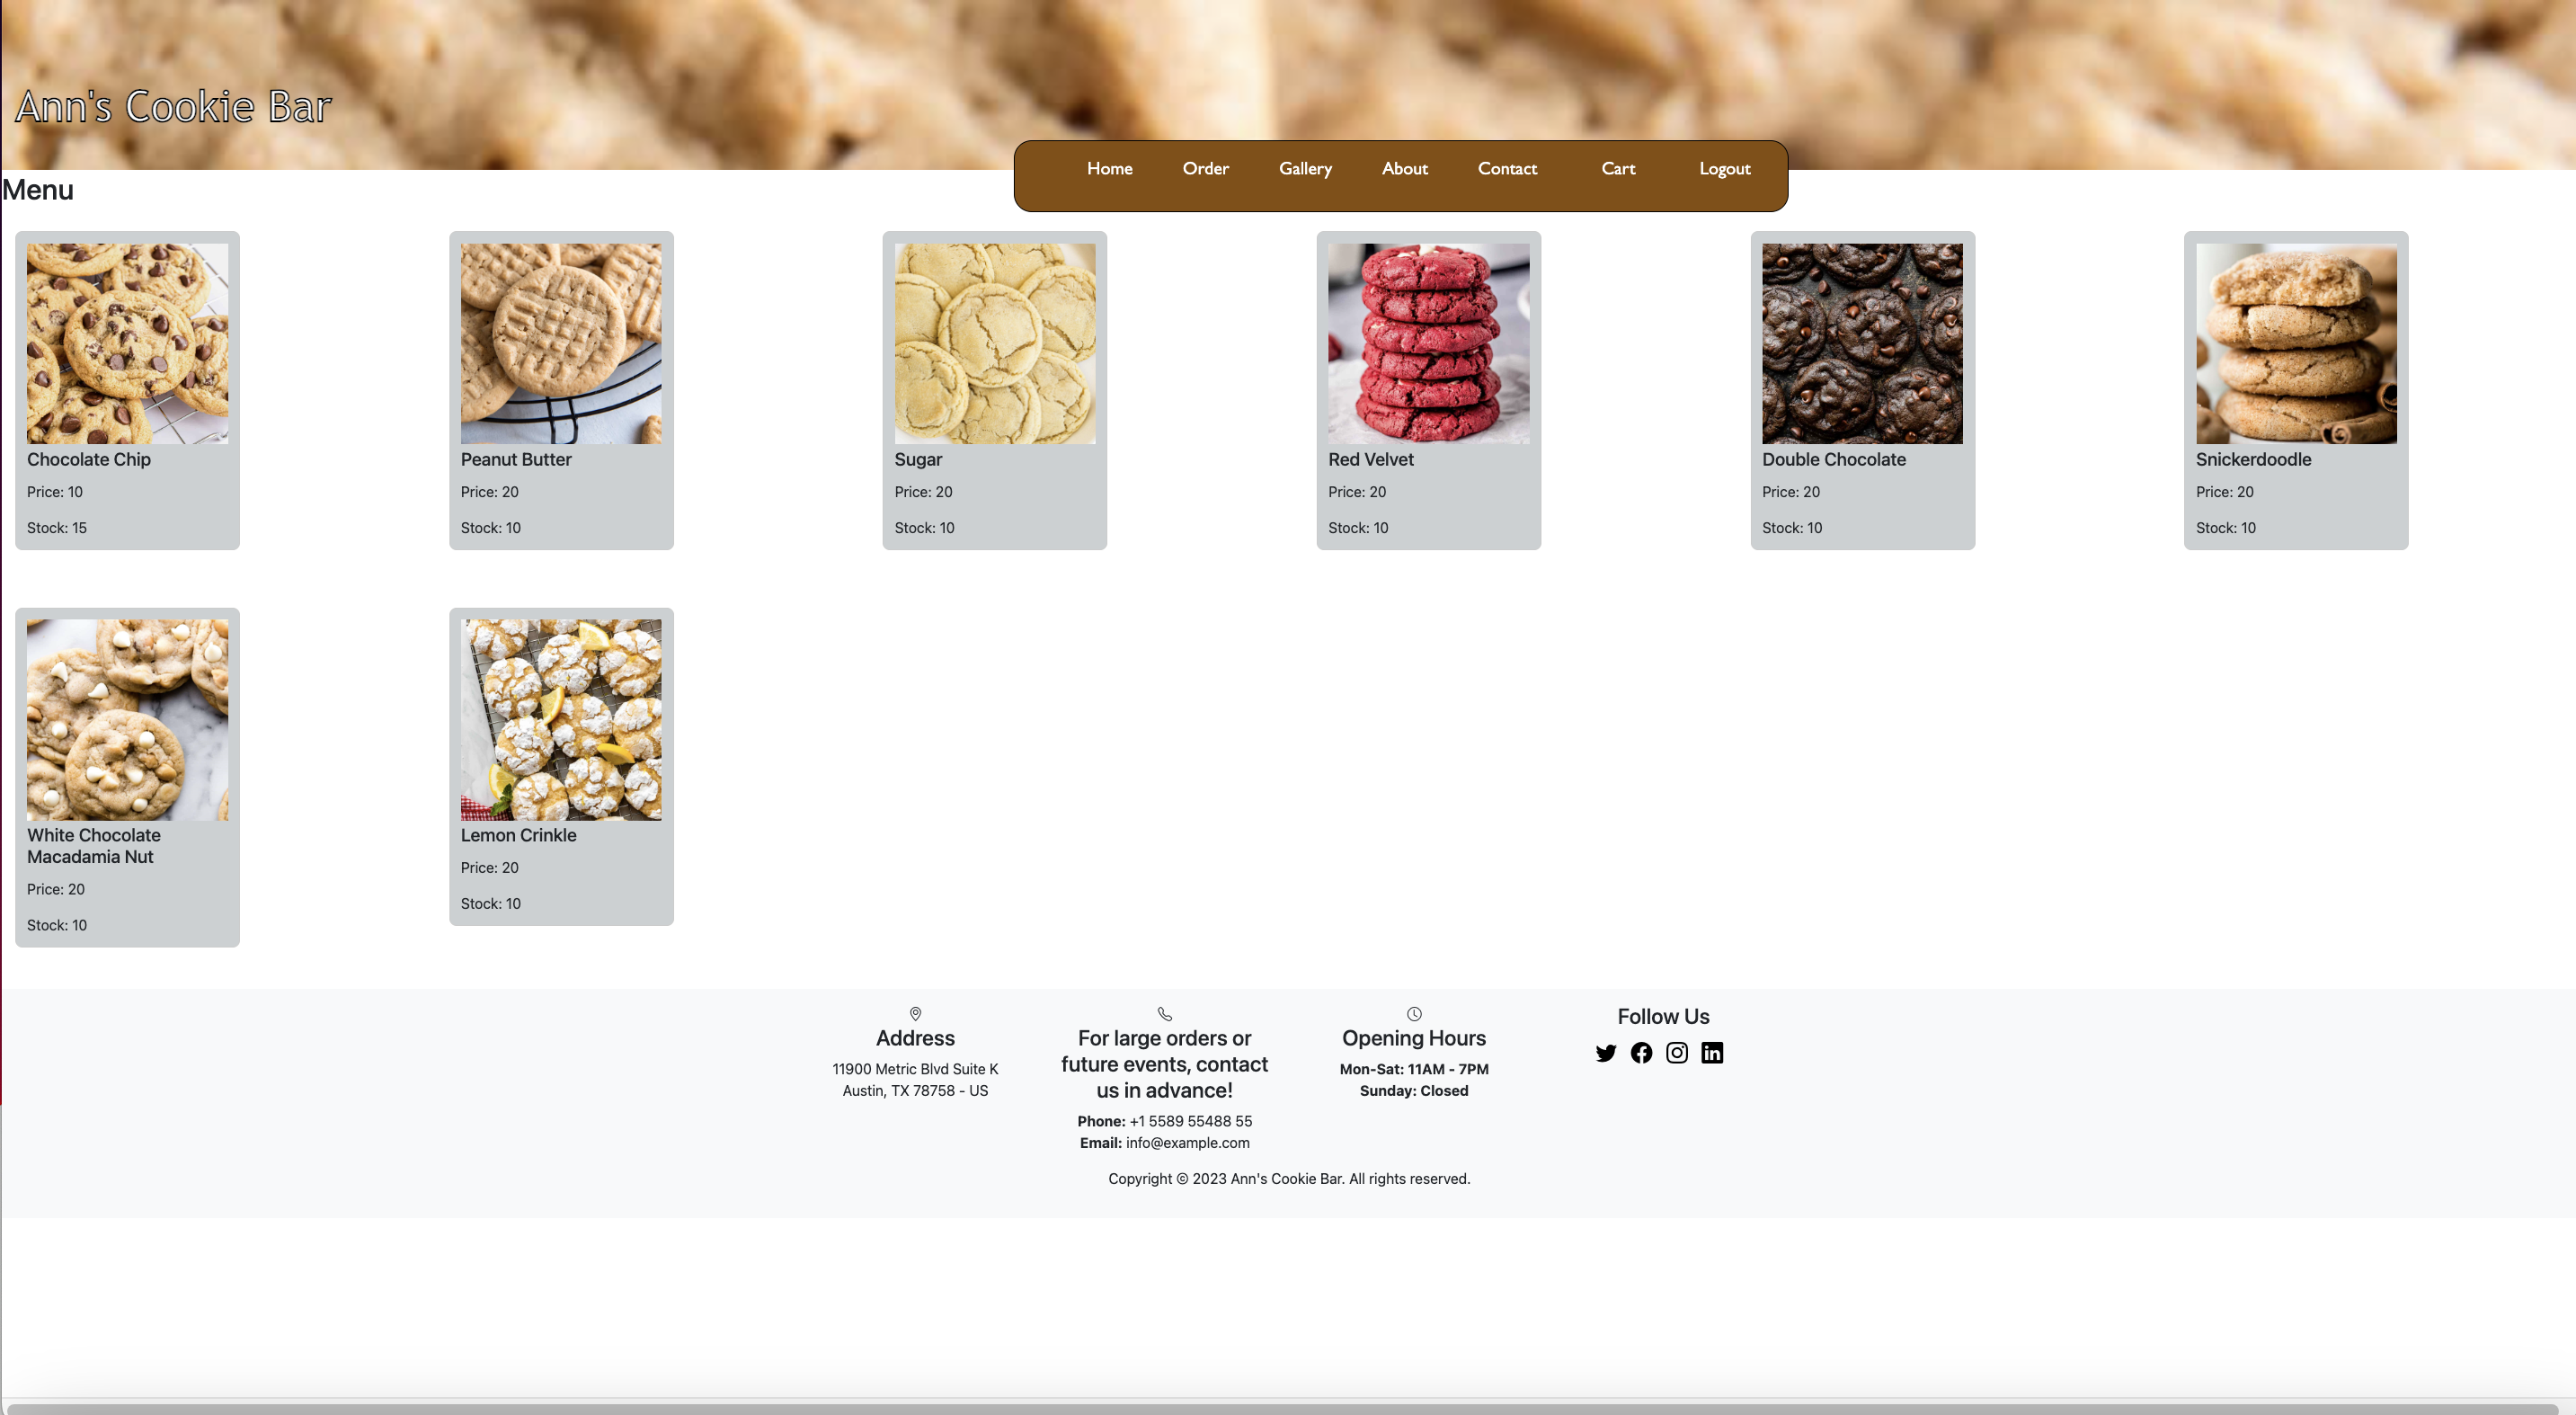 Ann's Cookie Bar
Home Order Gallery About Contact Cart Logout
Menu
Chocolate Chip
Price: 10
Stock: 15
Peanut Butter
Price: 20
Stock: 10
Sugar
Price: 20
Stock: 10
Red Velvet
Price: 20
Stock: 10
Double Chocolate
Price: 20
Stock: 10
Snickerdoodle
Price: 20
Stock: 10
White Chocolate
Macadamia Nut
Price: 20
Stock: 10
Lemon Crinkle
Price: 20
Stock: 10
Address
11900 Metric Blvd Suite K
Austin, TX 78758 - US
For large orders or
future events, contact
us in advance!
Phone: +1 5589 55488 55
Email: info@example.com
Opening Hours
Mon-Sat: 11AM - 7PM
Sunday: Closed
Follow Us
Copyright © 2023 Ann's Cookie Bar. All rights reserved.